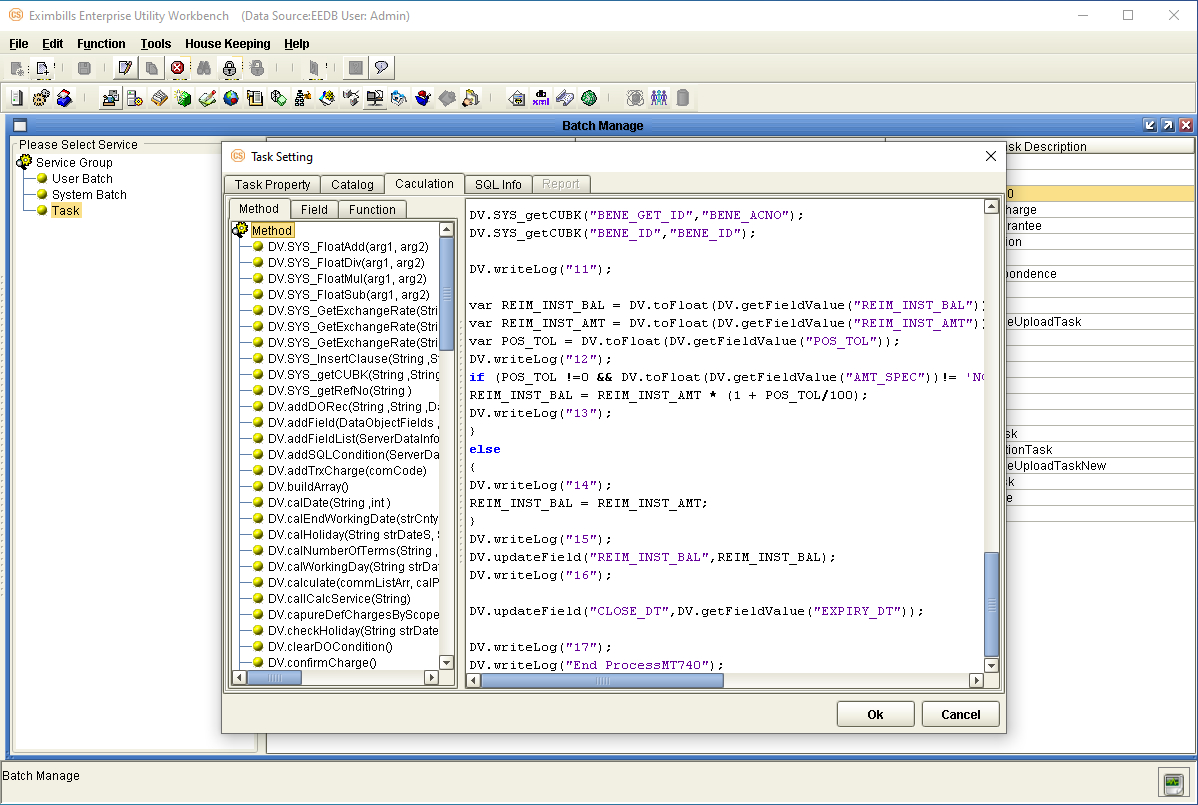 Eximbills Enterprise Utility Workbench (Data Source:EEDB User: Admin)
File Edit Function Tools House Keeping Help
Batch Manage
Please Select Service
Service Group
User Batch
System Batch
Task
sk Description
0
harge
rantee
ion
pondence
eUploadTask
sk
ionTask
eUploadTaskNew
sk
e
CS Task Setting
Task Property Catalog Caculation SQL Info Report
Method Field Function
Method
DV.SYS_FloatAdd(arg1, arg2)
DV.SYS_FloatDiv(arg1, arg2)
DV.SYS_FloatMul(arg1, arg2)
DV.SYS_FloatSub(arg1, arg2)
DV.SYS_GetExchangeRate(Stri
DV.SYS_GetExchangeRate(Stri
DV.SYS_GetExchangeRate(Stri
DV.SYS_InsertClause(String ,S
DV.SYS_getCUBK(String ,String
DV.SYS_getRefNo(String )
DV.addDORec(String ,String ,Da
DV.addField(DataObjectFields ,
DV.addFieldList(ServerDataInfo
DV.addSQLCondition(ServerDa
DV.addTrxCharge(comCode)
DV.buildArray()
DV.calDate(String ,int )
DV.calEndWorkingDate(strCnty
DV.calHoliday(String strDateS, S
DV.calNumberOfTerms(String ,
DV.calWorkingDay(String strDa
DV.calculate(commListArr, calP
DV.callCalcService(String)
DV.capureDefChargesByScope
DV.checkHoliday(String strDate
DV.clearDOCondition()
DV.confirmCharge()
DV.SYS_getCUBK("BENE_GET_ID","BENE_ACNO");
DV.SYS_getCUBK("BENE_ID","BENE_ID");
DV.writeLog("11");
var REIM_INST_BAL = DV.toFloat(DV.getFieldValue("REIM_INST_BAL"))
var REIM_INST_AMT = DV.toFloat(DV.getFieldValue("REIM_INST_AMT"))
var POS_TOL = DV.toFloat(DV.getFieldValue("POS_TOL"));
DV.writeLog("12");
if (POS_TOL !=0 && DV.toFloat(DV.getFieldValue("AMT_SPEC"))!= 'NO
REIM_INST_BAL = REIM_INST_AMT * (1 + POS_TOL/100);
DV.writeLog("13");
}
else
{
DV.writeLog("14");
REIM_INST_BAL = REIM_INST_AMT;
}
DV.writeLog("15");
DV.updateField("REIM_INST_BAL",REIM_INST_BAL);
DV.writeLog("16");
DV.updateField("CLOSE_DT",DV.getFieldValue("EXPIRY_DT"));
DV.writeLog("17");
DV.writeLog("End ProcessMT740");
Ok Cancel
Batch Manage